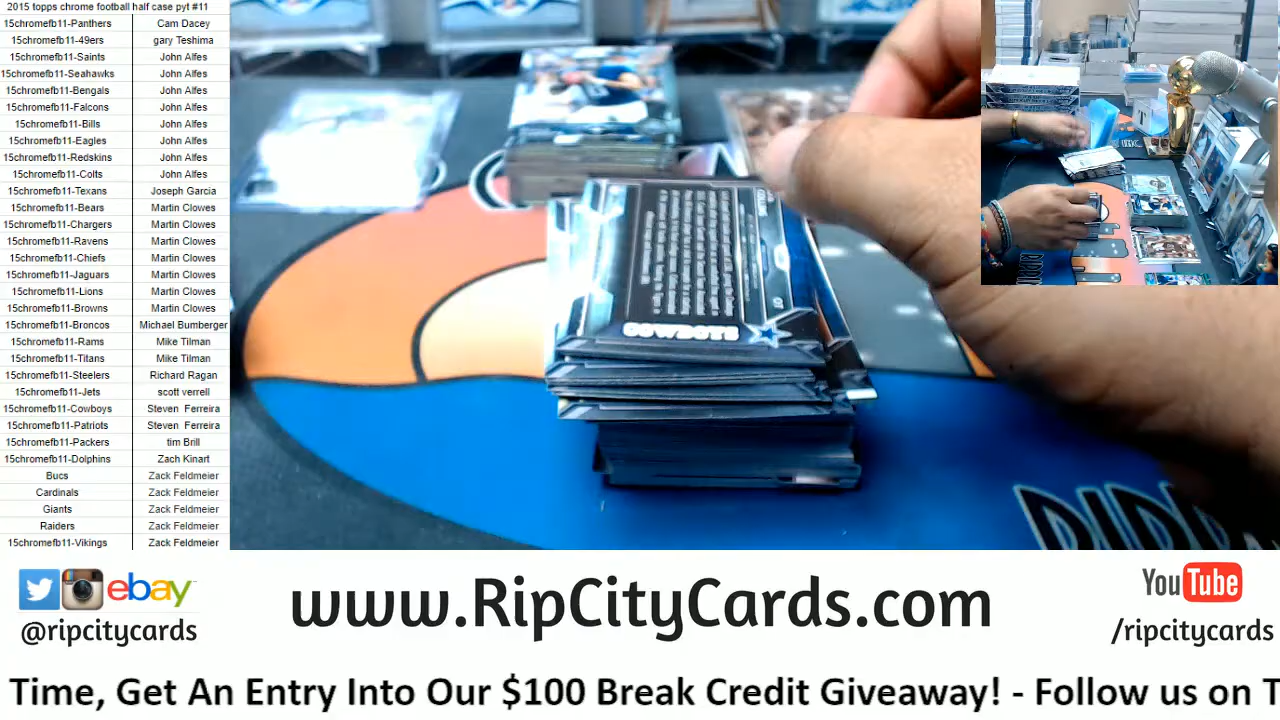 2015 topps chrome football half case pyt #11
15chromefb11-Panthers Cam Dacey
15chromefb11-49ers gary Teshima
15chromefb11-Saints John Alfes
15chromefb11-Seahawks John Alfes
15chromefb11-Bengals John Alfes
15chromefb11-Falcons John Alfes
15chromefb11-Bills John Alfes
15chromefb11-Eagles John Alfes
15chromefb11-Redskins John Alfes
15chromefb11-Colts John Alfes
15chromefb11-Texans Joseph Garcia
15chromefb11-Bears Martin Clowes
15chromefb11-Chargers Martin Clowes
15chromefb11-Ravens Martin Clowes
15chromefb11-Chiefs Martin Clowes
15chromefb11-Jaguars Martin Clowes
15chromefb11-Lions Martin Clowes
15chromefb11-Browns Martin Clowes
15chromefb11-Broncos Michael Bumberger
15chromefb11-Rams Mike Tilman
15chromefb11-Titans Mike Tilman
15chromefb11-Steelers Richard Ragan
15chromefb11-Jets scott verrell
15chromefb11-Cowboys Steven Ferreira
15chromefb11-Patriots Steven Ferreira
15chromefb11-Packers tim Brill
15chromefb11-Dolphins Zach Kinart
Bucs Zack Feldmeier
Cardinals Zack Feldmeier
Giants Zack Feldmeier
Raiders Zack Feldmeier
15chromefb11-Vikings Zack Feldmeier
COWBOYS
ebay
@ripcitycards
www.RipCityCards.com
YouTube
/ripcitycards
Time, Get An Entry Into Our $100 Break Credit Giveaway! - Follow us on T